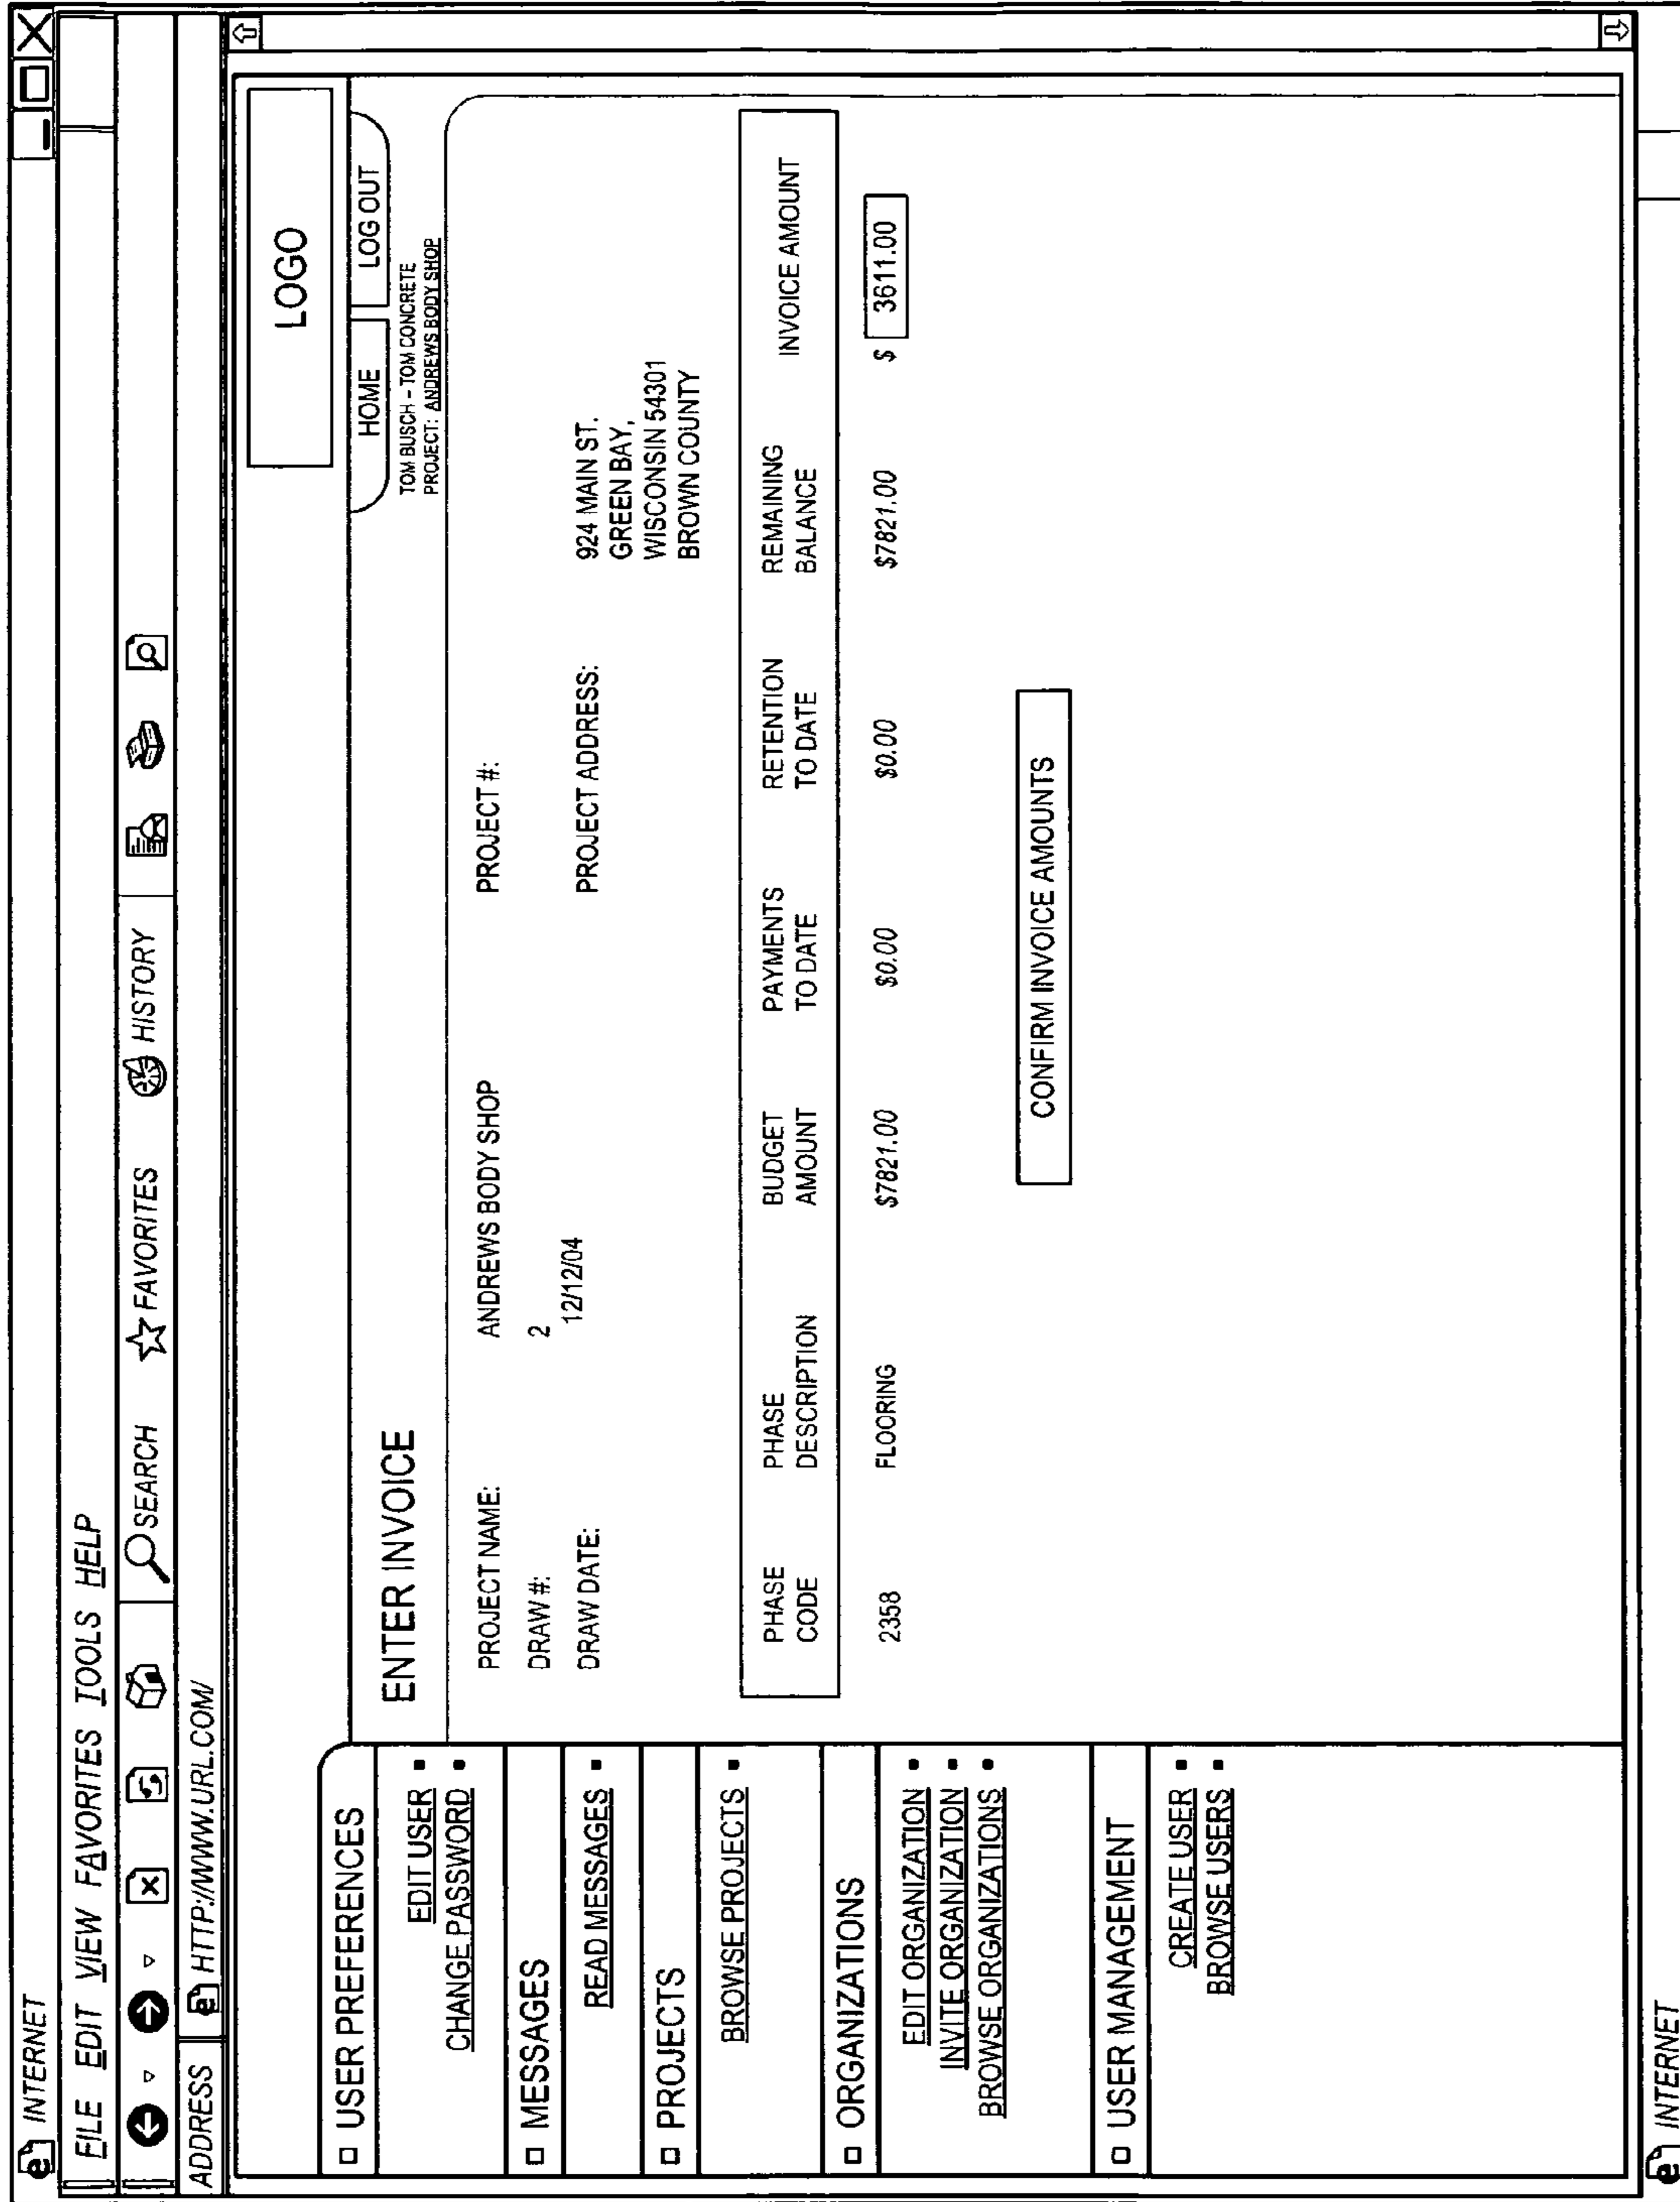 INTERNET
FILE EDIT VIEW FAVORITES TOOLS HELP
SEARCH FAVORITES HISTORY
ADDRESS HTTP://WWW.URL.COM/
LOGO
HOME LOG OUT
TOM BUSCH – TOM CONCRETE
PROJECT: ANDREWS BODY SHOP
USER PREFERENCES
EDIT USER
CHANGE PASSWORD
MESSAGES
READ MESSAGES
PROJECTS
BROWSE PROJECTS
ORGANIZATIONS
EDIT ORGANIZATION
INVITE ORGANIZATION
BROWSE ORGANIZATIONS
USER MANAGEMENT
CREATE USER
BROWSE USERS
ENTER INVOICE
PROJECT NAME: ANDREWS BODY SHOP PROJECT #:
DRAW #: 2
DRAW DATE: 12/12/04 PROJECT ADDRESS: 924 MAIN ST.
GREEN BAY,
WISCONSIN 54301
BROWN COUNTY
PHASE PHASE BUDGET PAYMENTS RETENTION REMAINING INVOICE AMOUNT
CODE DESCRIPTION AMOUNT TO DATE TO DATE BALANCE
2358 FLOORING $7821.00 $0.00 $0.00 $7821.00 $ 3611.00
CONFIRM INVOICE AMOUNTS
INTERNET